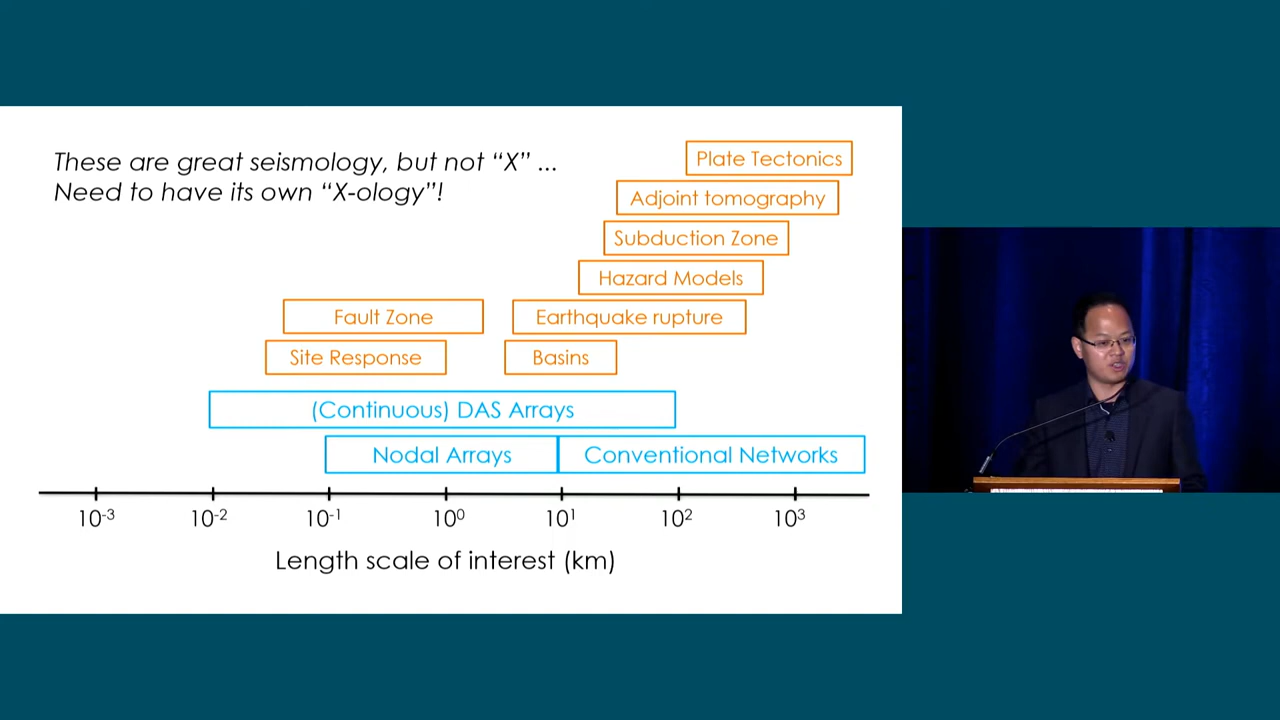 These are great seismology, but not “X” ...
Need to have its own “X-ology”!
Plate Tectonics
Adjoint tomography
Subduction Zone
Hazard Models
Fault Zone
Earthquake rupture
Site Response
Basins
(Continuous) DAS Arrays
Nodal Arrays
Conventional Networks
10⁻³ 10⁻² 10⁻¹ 10⁰ 10¹ 10² 10³
Length scale of interest (km)